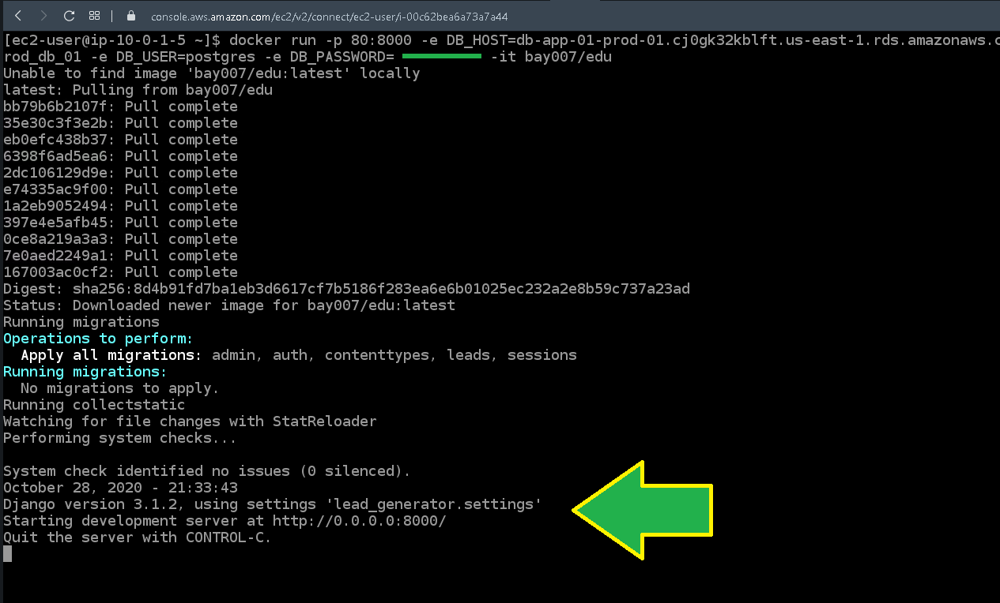 console.aws.amazon.com/ec2/v2/connect/ec2-user/i-00c62bea6a73a7a44
[ec2-user@ip-10-0-1-5 ~]$ docker run -p 80:8000 -e DB_HOST=db-app-01-prod-01.cj0gk32kblft.us-east-1.rds.amazonaws.c
rod_db_01 -e DB_USER=postgres -e DB_PASSWORD= -it bay007/edu
Unable to find image 'bay007/edu:latest' locally
latest: Pulling from bay007/edu
bb79b6b2107f: Pull complete
35e30c3f3e2b: Pull complete
eb0efc438b37: Pull complete
6398f6ad5ea6: Pull complete
2dc106129d9e: Pull complete
e74335ac9f00: Pull complete
1a2eb9052494: Pull complete
397e4e5afb45: Pull complete
0ce8a219a3a3: Pull complete
7e0aed2249a1: Pull complete
167003ac0cf2: Pull complete
Digest: sha256:8d4b91fd7ba1eb3d6617cf7b5186f283ea6e6b01025ec232a2e8b59c737a23ad
Status: Downloaded newer image for bay007/edu:latest
Running migrations
Operations to perform:
  Apply all migrations: admin, auth, contenttypes, leads, sessions
Running migrations:
  No migrations to apply.
Running collectstatic
Watching for file changes with StatReloader
Performing system checks...
System check identified no issues (0 silenced).
October 28, 2020 - 21:33:43
Django version 3.1.2, using settings 'lead_generator.settings'
Starting development server at http://0.0.0.0:8000/
Quit the server with CONTROL-C.